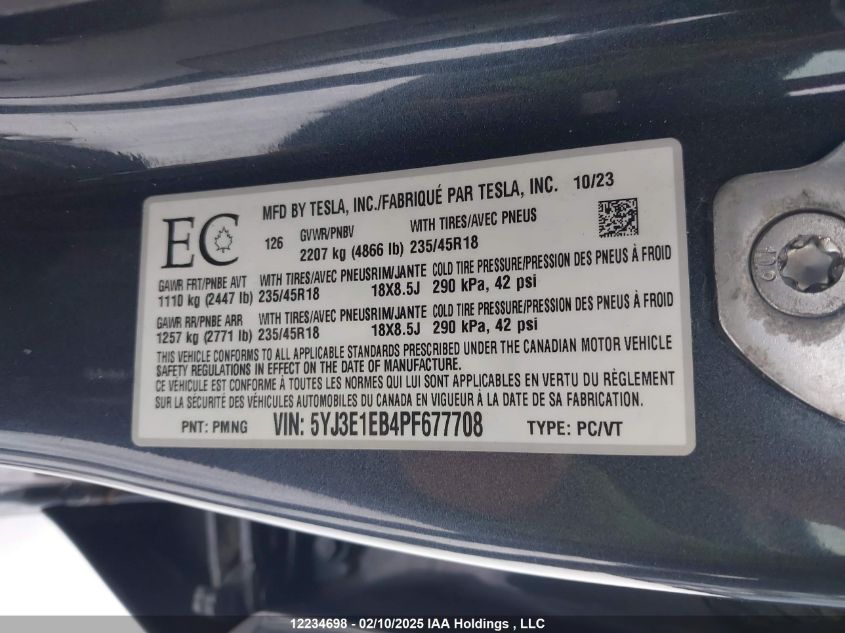 EC
MFD BY TESLA, INC./FABRIQUÉ PAR TESLA, INC. 10/23
126 GVWR/PNBV WITH TIRES/AVEC PNEUS
2207 kg (4866 lb) 235/45R18
GAWR FRT/PNBE AVT WITH TIRES/AVEC PNEUS RIM/JANTE COLD TIRE PRESSURE/PRESSION DES PNEUS À FROID
1110 kg (2447 lb) 235/45R18 18X8.5J 290 kPa, 42 psi
GAWR RR/PNBE ARR WITH TIRES/AVEC PNEUS RIM/JANTE COLD TIRE PRESSURE/PRESSION DES PNEUS À FROID
1257 kg (2771 lb) 235/45R18 18X8.5J 290 kPa, 42 psi
THIS VEHICLE CONFORMS TO ALL APPLICABLE STANDARDS PRESCRIBED UNDER THE CANADIAN MOTOR VEHICLE
SAFETY REGULATIONS IN EFFECT ON THE DATE OF MANUFACTURE.
CE VÉHICULE EST CONFORME À TOUTES LES NORMES QUI LUI SONT APPLICABLES EN VERTU DU RÈGLEMENT
SUR LA SÉCURITÉ DES VÉHICULES AUTOMOBILES DU CANADA EN VIGUEUR À LA DATE DE SA FABRICATION.
PNT: PMNG VIN: 5YJ3E1EB4PF677708 TYPE: PC/VT
12234698 - 02/10/2025 IAA Holdings , LLC